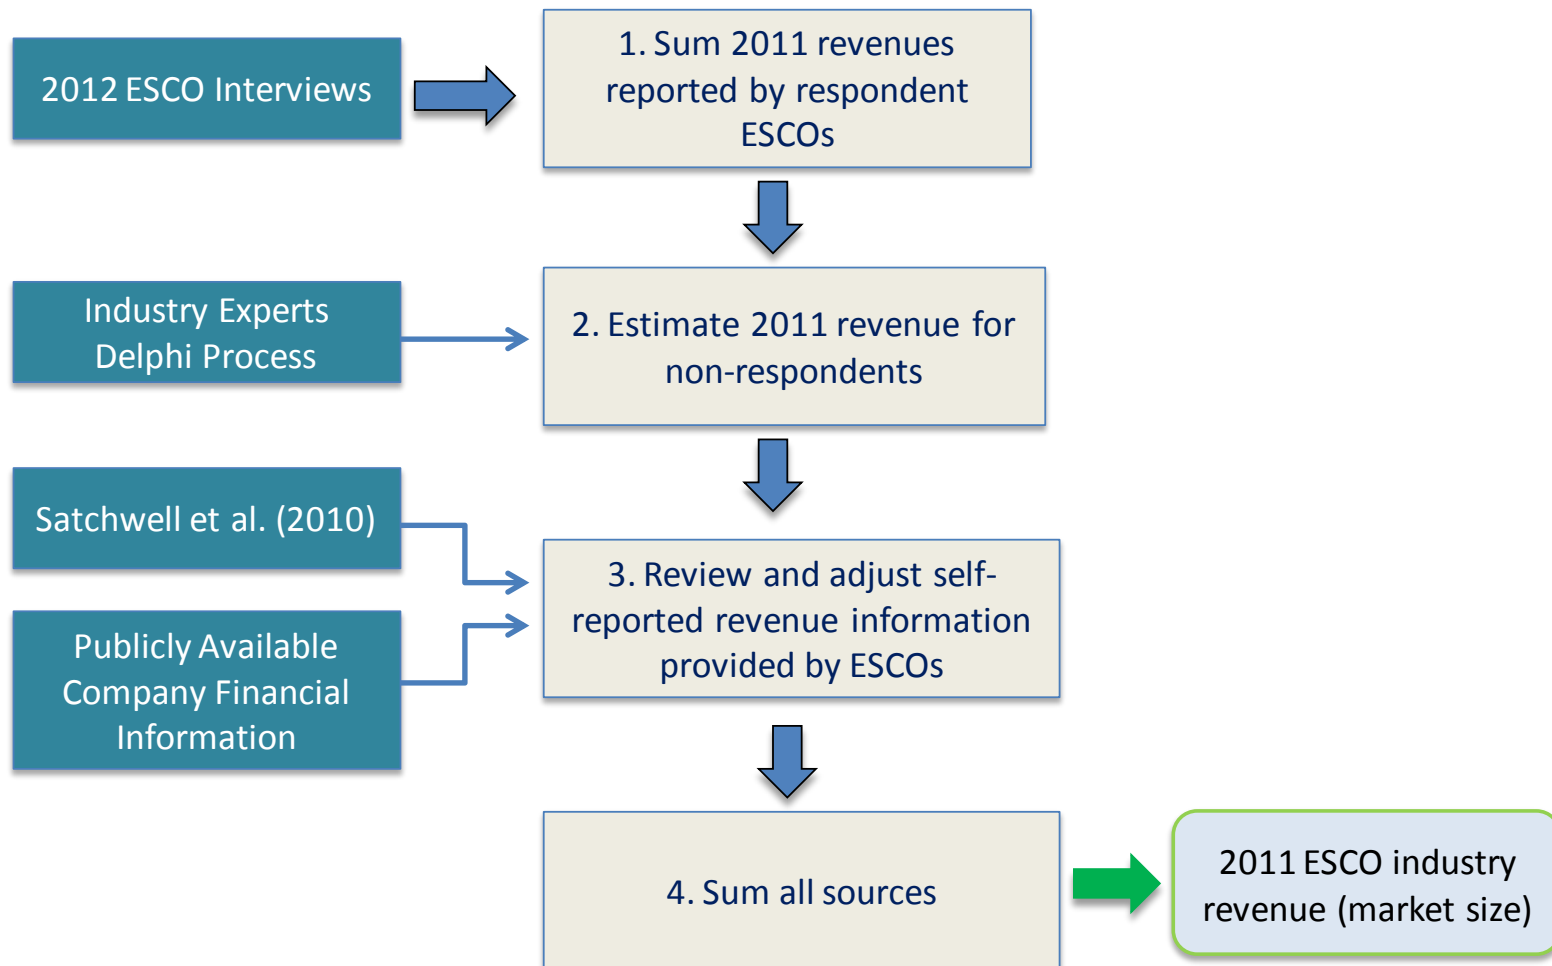 2012 ESCO Interviews
1. Sum 2011 revenues
reported by respondent
ESCOs
Industry Experts
Delphi Process
2. Estimate 2011 revenue for
non-respondents
Satchwell et al. (2010)
Publicly Available
Company Financial
Information
3. Review and adjust self-
reported revenue information
provided by ESCOs
4. Sum all sources
2011 ESCO industry
revenue (market size)